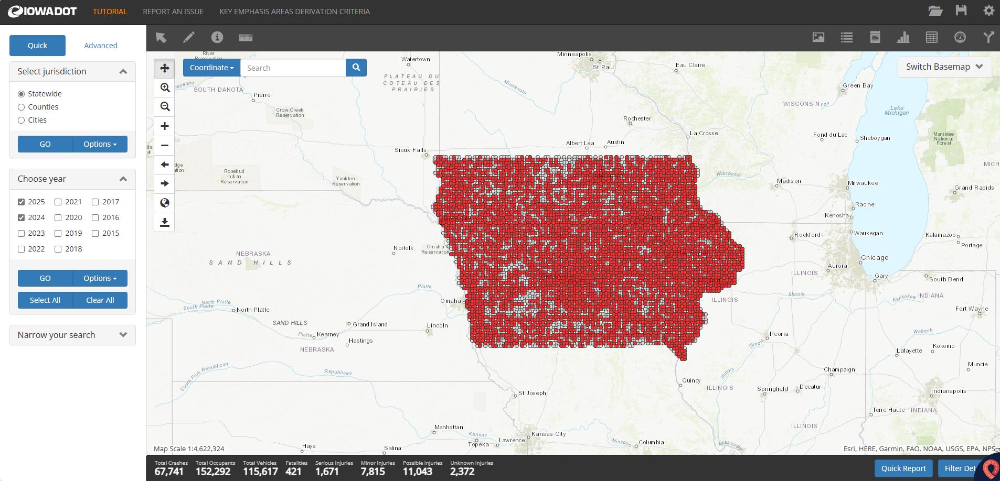 IOWADOT TUTORIAL REPORT AN ISSUE KEY EMPHASIS AREAS DERIVATION CRITERIA
Quick Advanced
Select jurisdiction
Statewide
Counties
Cities
GO Options
Choose year
2025 2021 2017
2024 2020 2016
2023 2019 2015
2022 2018
GO Options
Select All Clear All
Narrow your search
Coordinate Search
Switch Basemap
River
Watertown
Minneapolis
St Paul
Eau Claire
PLATEAU DU
COTEAU DES
PRAIRIES
Minnesota
Green Bay
SOUTH DAKOTA
Pierre
WISCONSIN
Fox
Lake
Michigan
Crow Creek
Reservation
Rochester
La Crosse
Fond du Lac
Sheboygan
Manistee
National
Forest
Albert Lea
Austin
Sioux Falls
MICH
Rosebud
Indian
Reservation
Yankton
Reservation
Wisconsin
Madison
Milwaukee
Grand Rapids
Racine
Kenosha
Waukegan
Rockford
Kalamazoo
Portage
Norfolk
Omaha
Reservation
NEBRASKA
SAND HILLS
Chicago
Aurora
ILLINOIS
Gary
South Bend
Platte
Omaha
ILLINOIS
Illinois
Kankakee
INDIANA
North Platte
South Platte
North Platte
Fort Wayne
SAND HILLS
Grand Island
Lincoln
Platte
Kearney
Hastings
NEBRASKA
Peoria
Illinois
Wabash
Lafayette
Kokomo
Muncie
South Fork Republican
Republican
Champaign
Illinois
Quincy
ILLINOIS
Springfield
Decatur
Indianapolis
St Joseph
Terre Haute
INDIANA
ILLINOIS
Manhattan
Kansas
Topeka
Lawrence
Kansas City
Missouri
Columbia
Mississippi
Hays
Salina
Map Scale 1:4,622,324
Esri, HERE, Garmin, FAO, NOAA, USGS, EPA, NPS
Total Crashes Total Occupants Total Vehicles Fatalities Serious Injuries Minor Injuries Possible Injuries Unknown Injuries
67,741 152,292 115,617 421 1,671 7,815 11,043 2,372
Quick Report Filter Det